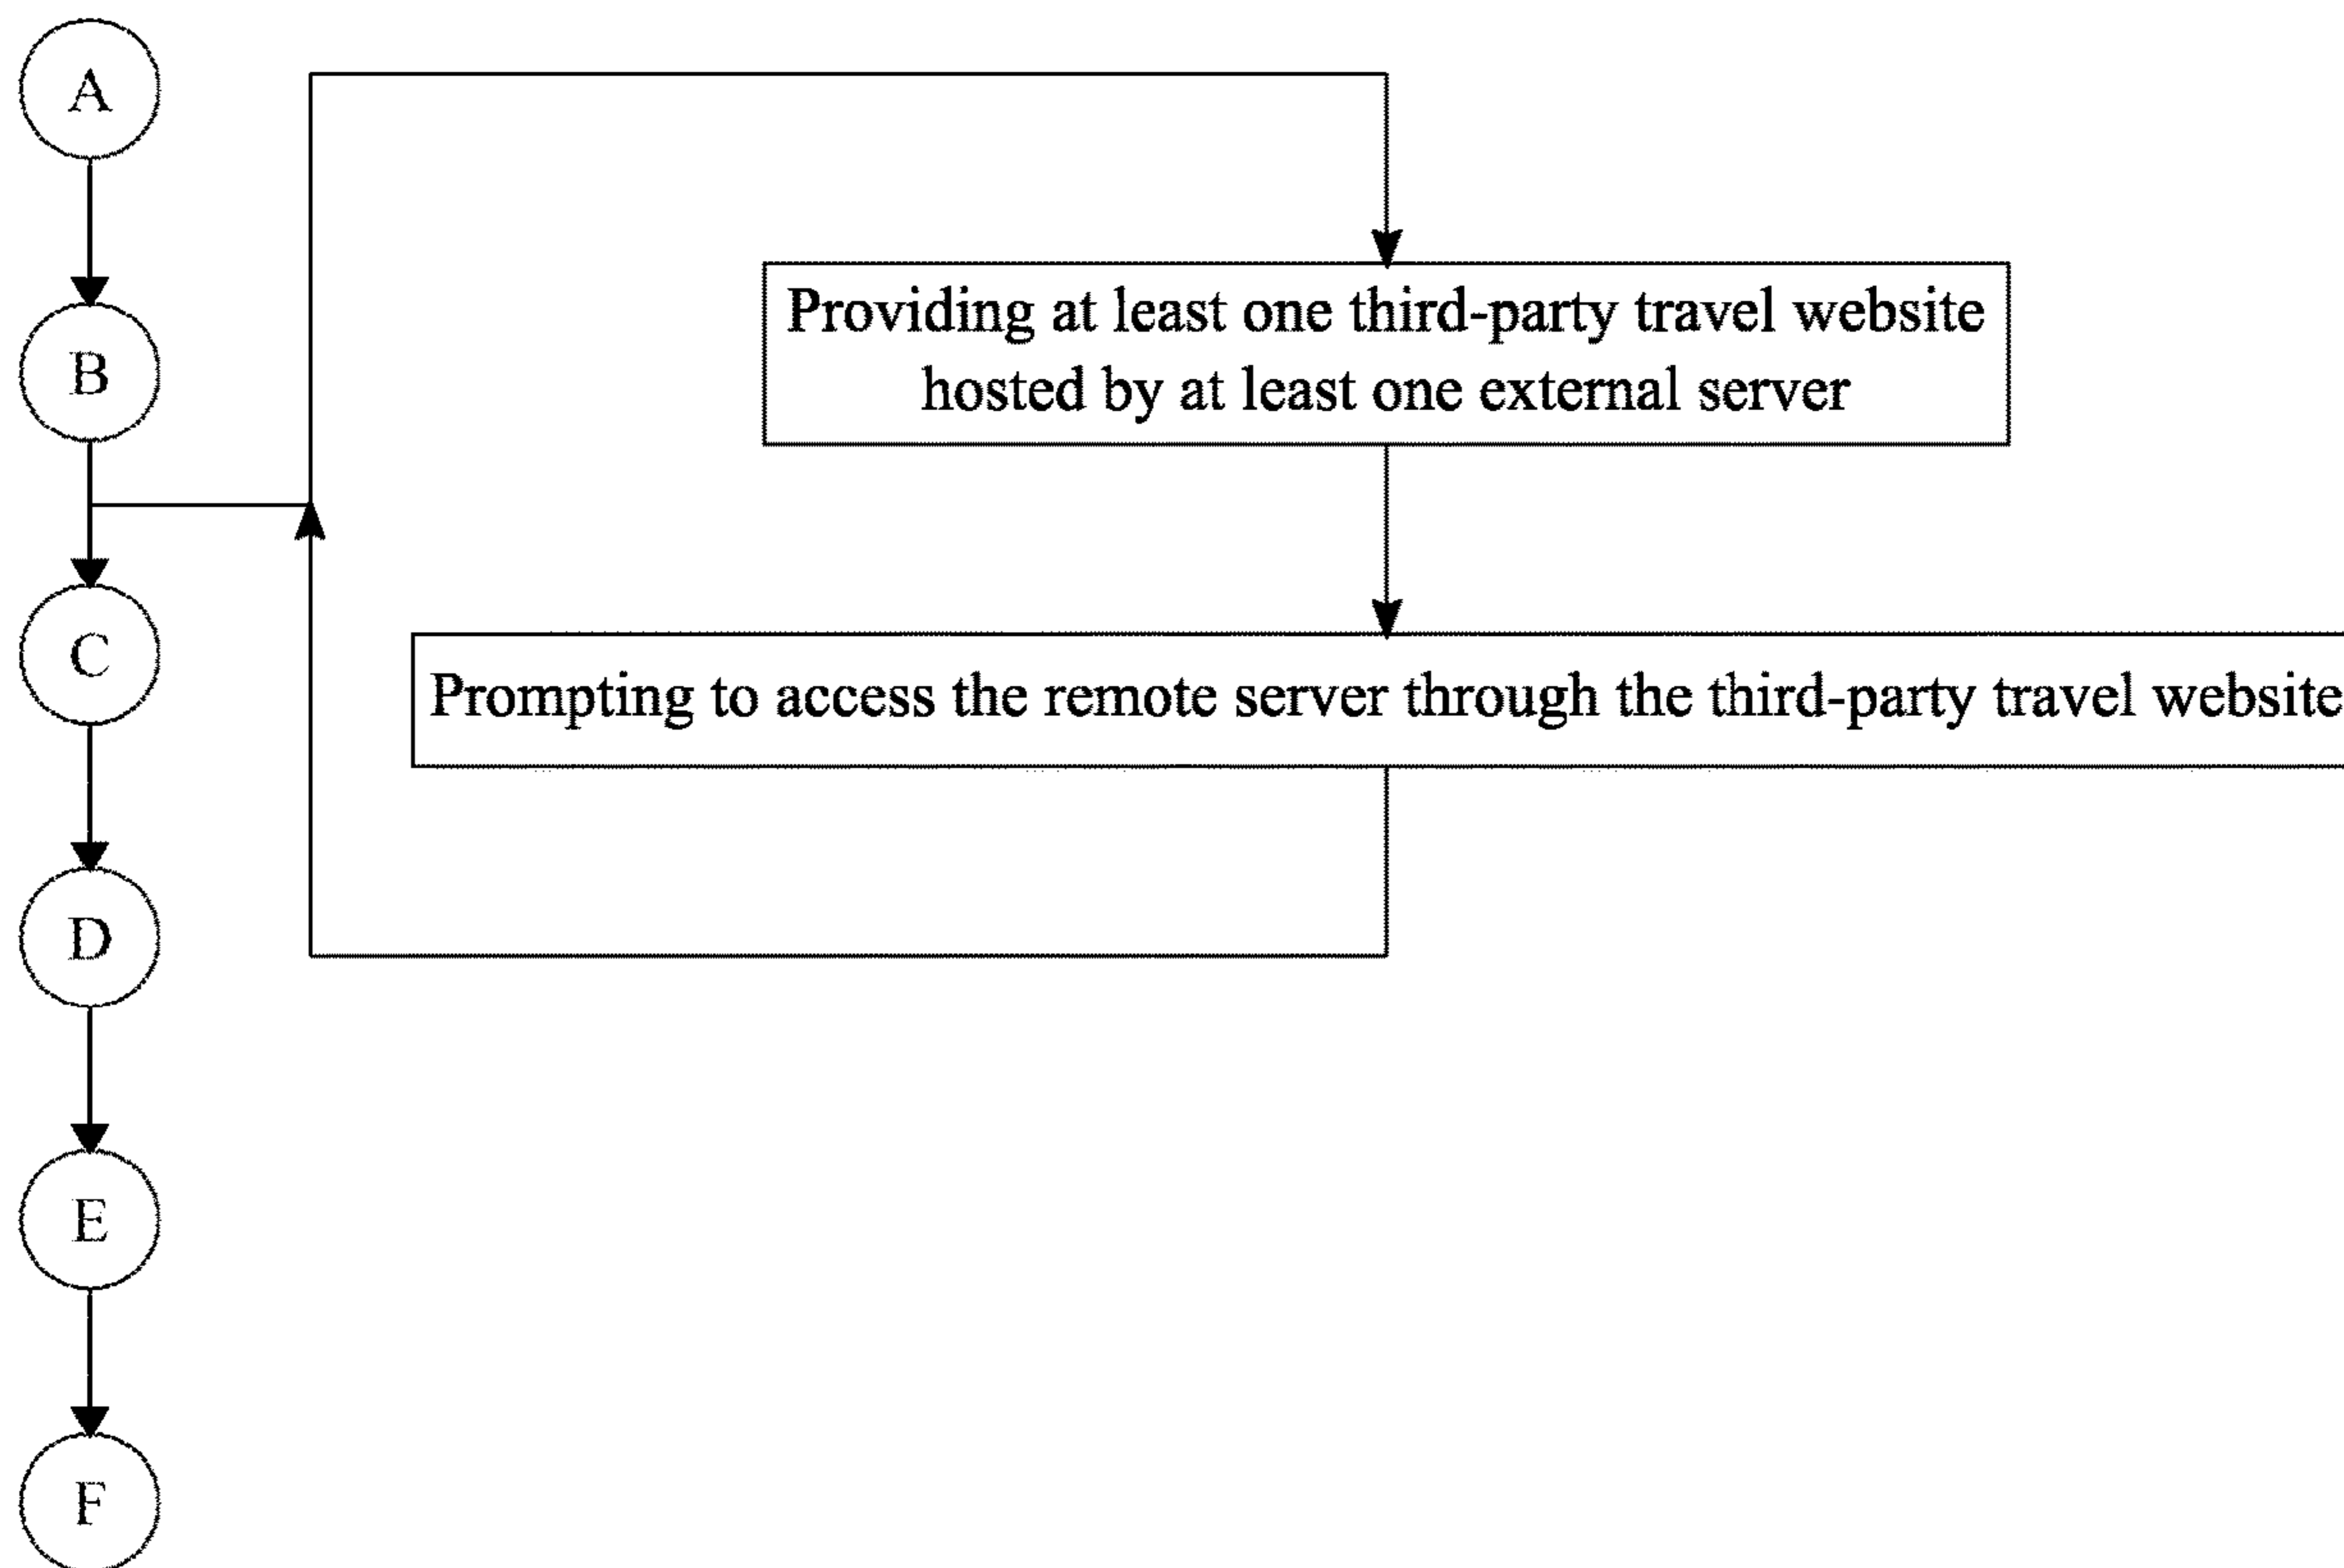 A
B
C
D
E
F
Providing at least one third-party travel website
hosted by at least one external server
Prompting to access the remote server through the third-party travel website